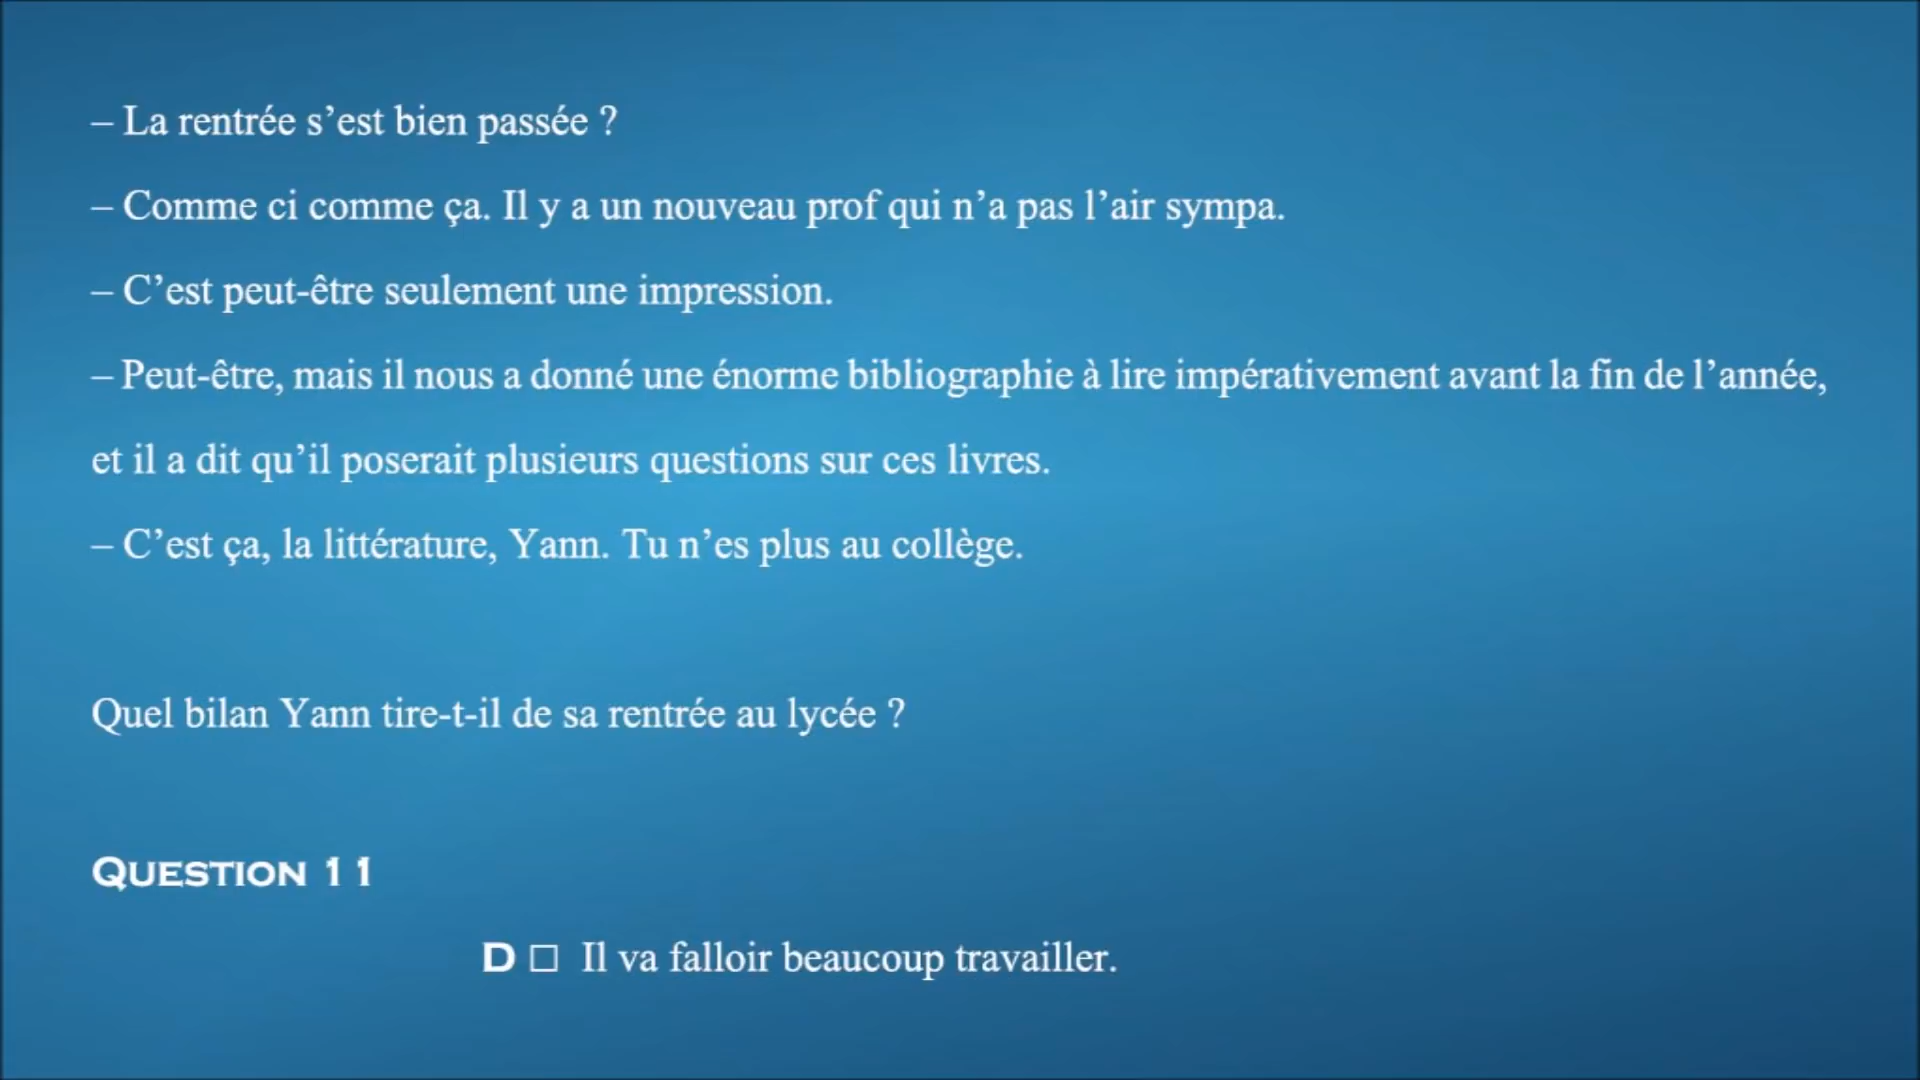 – La rentrée s’est bien passée ?
– Comme ci comme ça. Il y a un nouveau prof qui n’a pas l’air sympa.
– C’est peut-être seulement une impression.
– Peut-être, mais il nous a donné une énorme bibliographie à lire impérativement avant la fin de l’année,
et il a dit qu’il poserait plusieurs questions sur ces livres.
– C’est ça, la littérature, Yann. Tu n’es plus au collège.
Quel bilan Yann tire-t-il de sa rentrée au lycée ?
QUESTION 11
D □ Il va falloir beaucoup travailler.